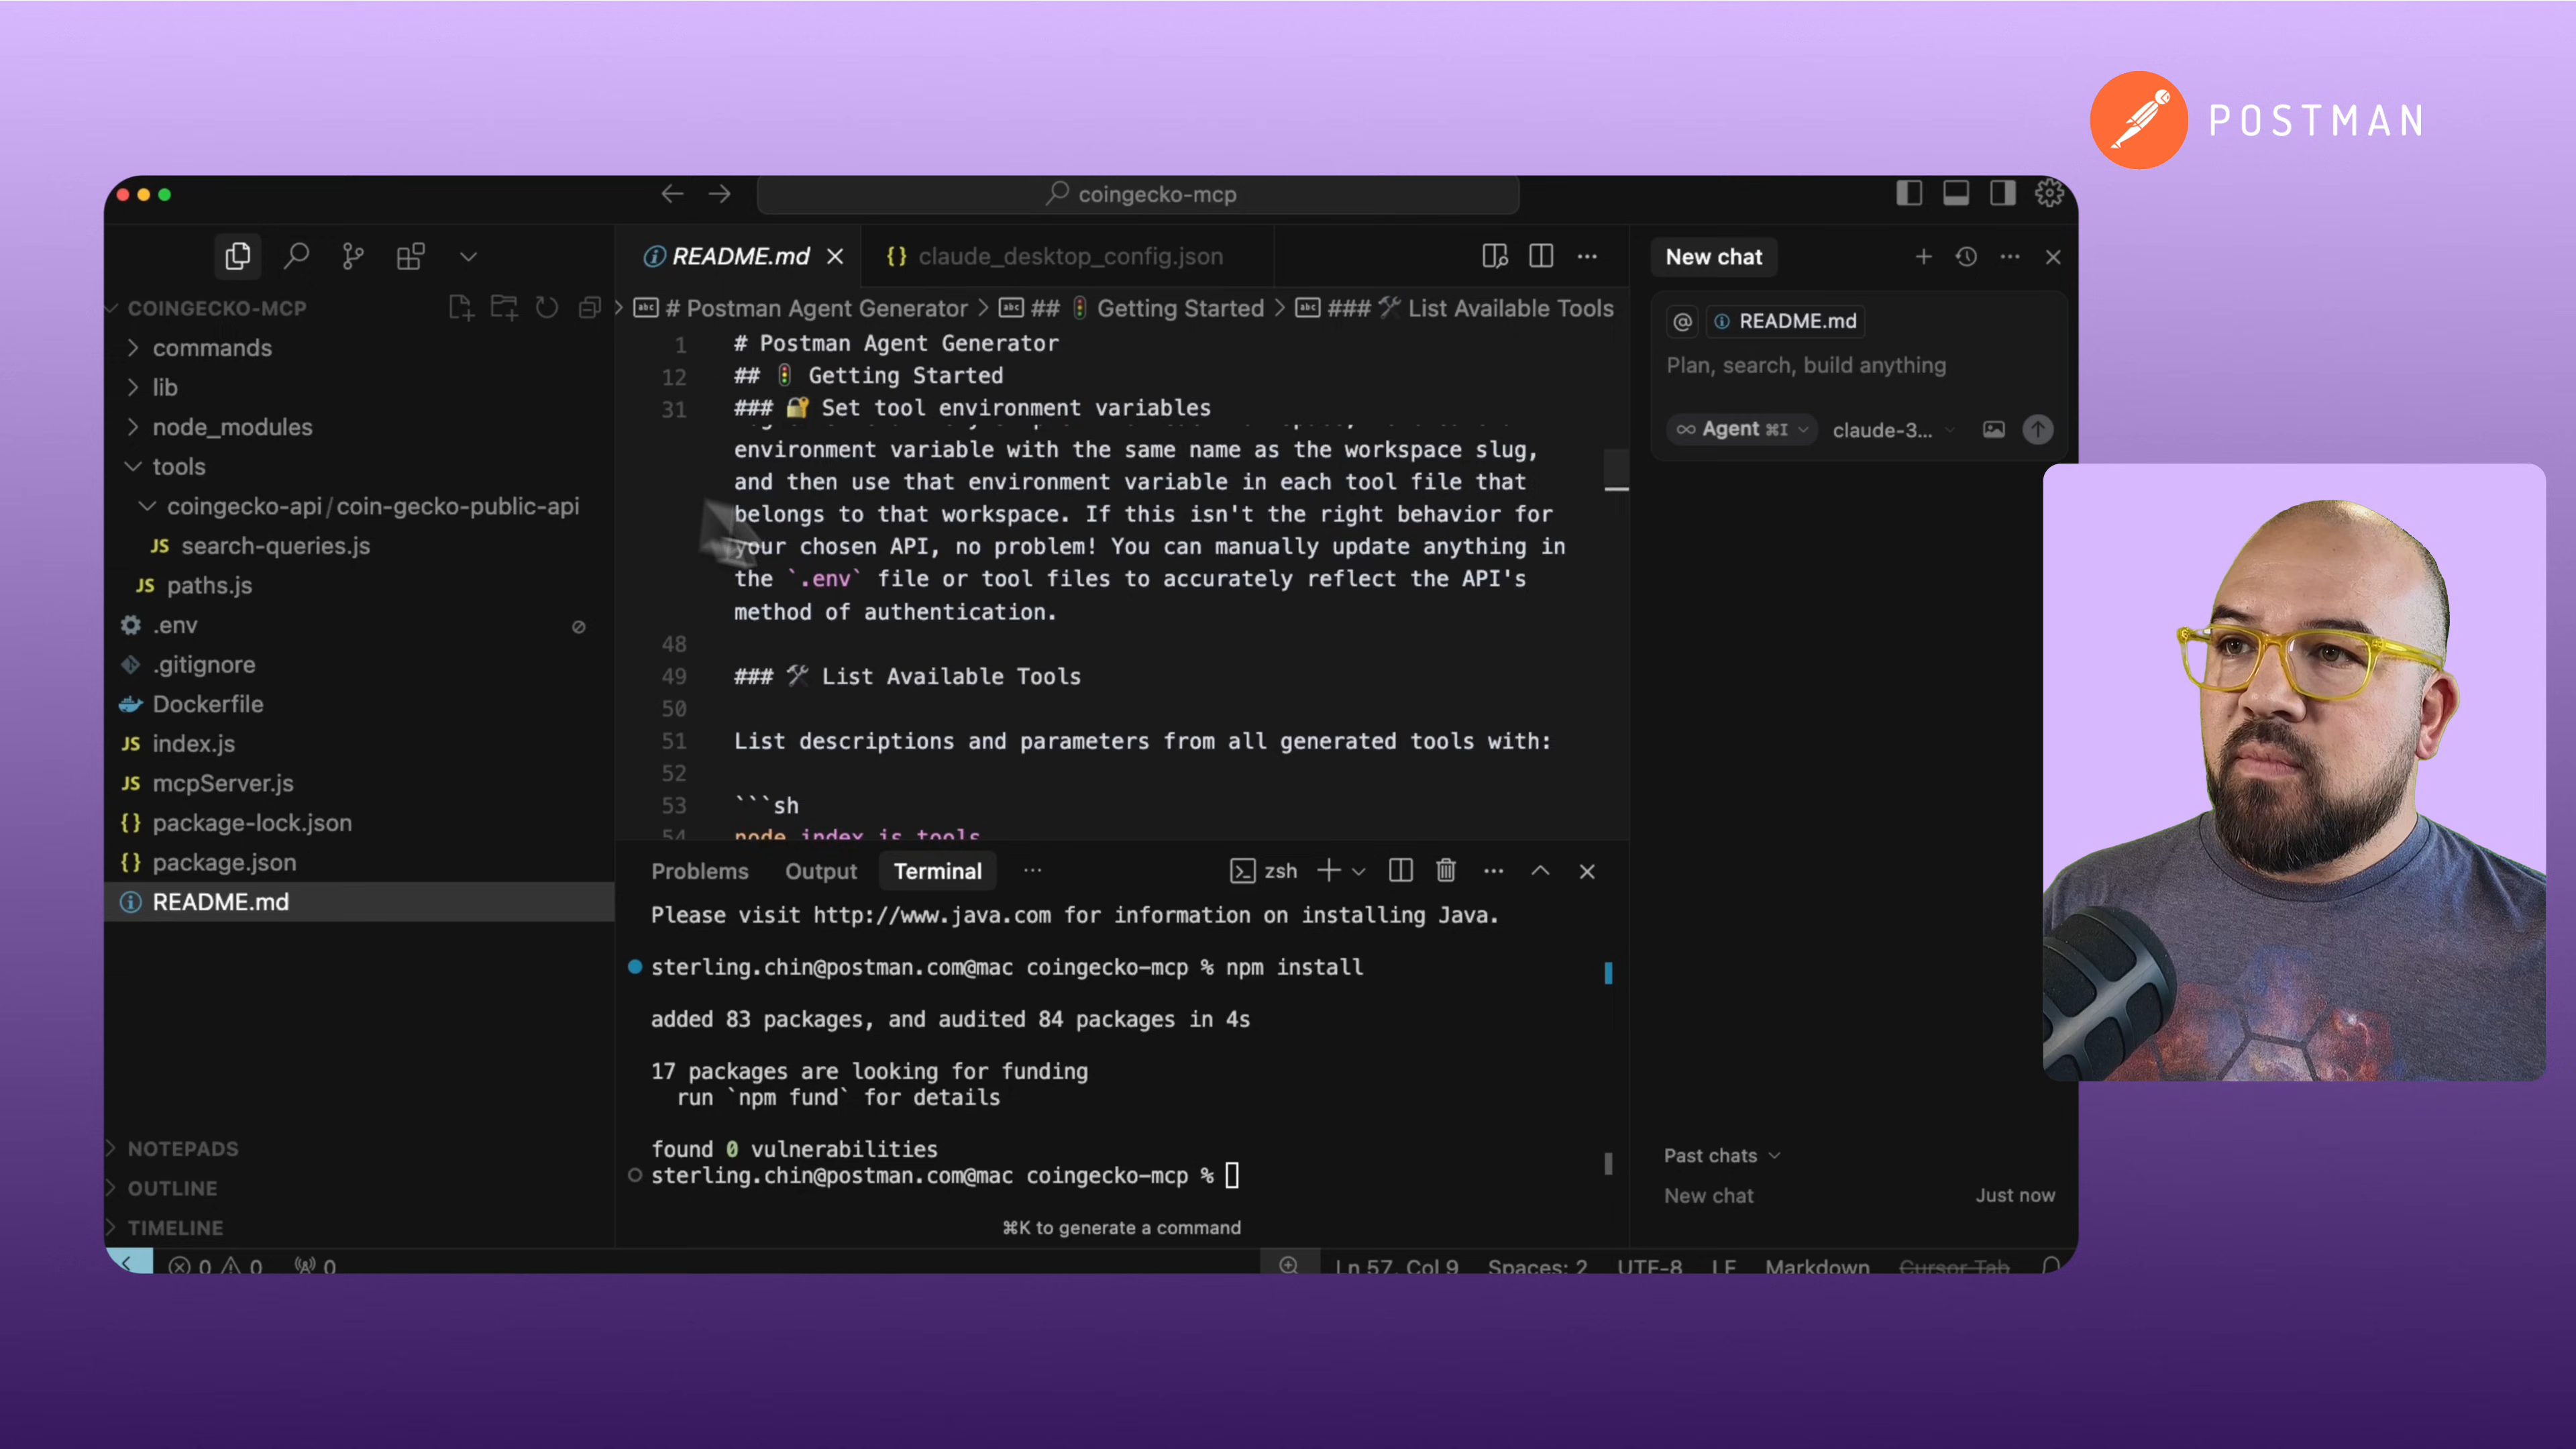 POSTMAN
coingecko-mcp
README.md
claude_desktop_config.json
New chat
COINGECKO-MCP
# Postman Agent Generator > ## 🚦 Getting Started > ### 🛠 List Available Tools
@ README.md
Plan, search, build anything
Agent ⌘I
claude-3...
commands
lib
node_modules
tools
coingecko-api/coin-gecko-public-api
JS search-queries.js
JS paths.js
.env
.gitignore
Dockerfile
JS index.js
JS mcpServer.js
{} package-lock.json
{} package.json
README.md
NOTEPADS
OUTLINE
TIMELINE
1 # Postman Agent Generator
12 ## 🚦 Getting Started
31 ### 🔐 Set tool environment variables
environment variable with the same name as the workspace slug,
and then use that environment variable in each tool file that
belongs to that workspace. If this isn't the right behavior for
your chosen API, no problem! You can manually update anything in
the `.env` file or tool files to accurately reflect the API's
method of authentication.
48
49 ### 🛠 List Available Tools
50
51 List descriptions and parameters from all generated tools with:
52
53 ```sh
54 node index.js tools
Problems Output Terminal ...
zsh
Please visit http://www.java.com for information on installing Java.
sterling.chin@postman.com@mac coingecko-mcp % npm install
added 83 packages, and audited 84 packages in 4s
17 packages are looking for funding
run `npm fund` for details
found 0 vulnerabilities
sterling.chin@postman.com@mac coingecko-mcp %
⌘K to generate a command
Past chats
New chat Just now
0 0 0
Ln 57, Col 9 Spaces: 2 UTF-8 LF Markdown Cursor Tab